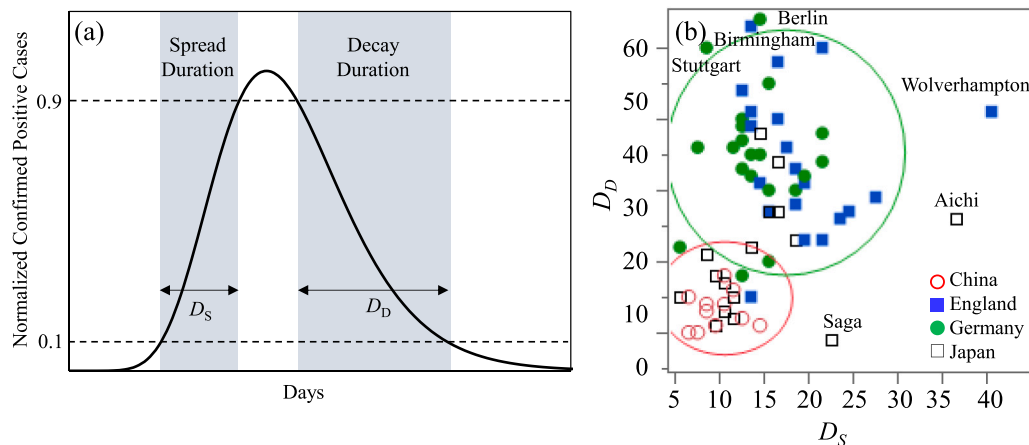 (a)
Spread
Duration
Decay
Duration
Normalized Confirmed Positive Cases
0.9
0.1
D_S
D_D
Days
(b)
Berlin
Birmingham
Stuttgart
Wolverhampton
Aichi
Saga
China
England
Germany
Japan
D_D
60
50
40
30
20
10
0
5 10 15 20 25 30 35 40
D_S